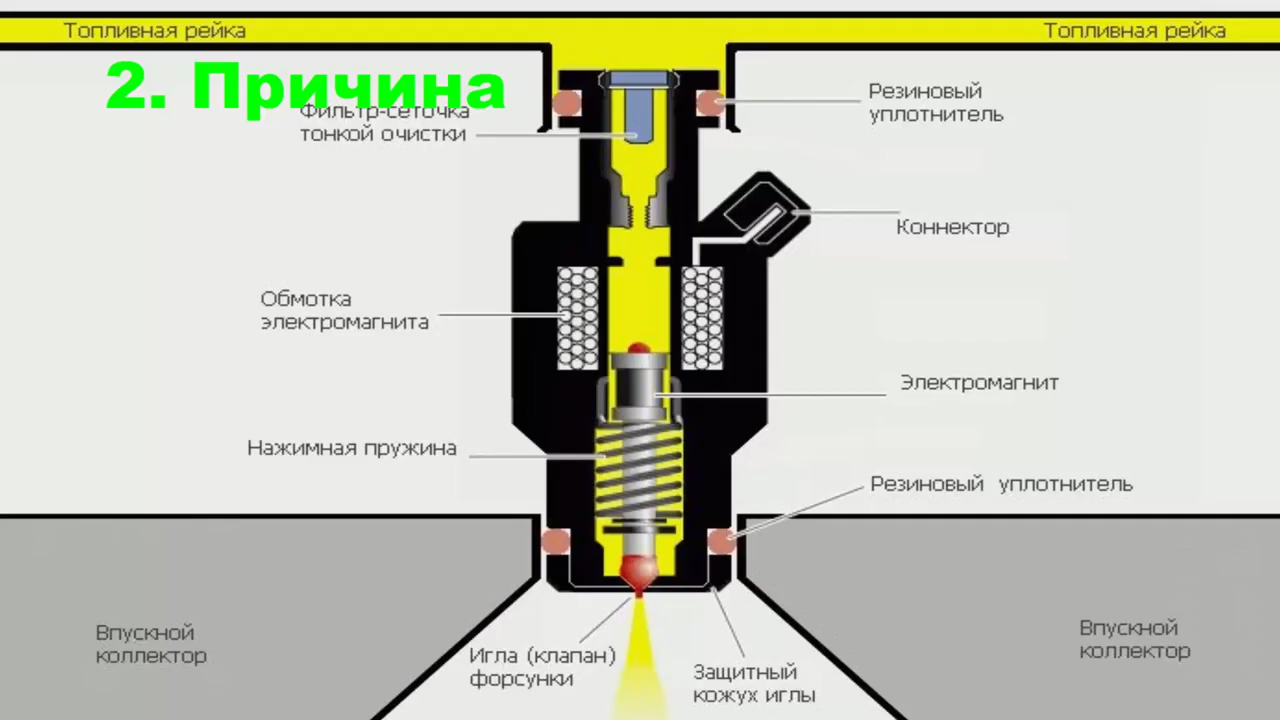 Топливная рейка
Топливная рейка
2. Причина
Фильтр-сеточка
тонкой очистки
Резиновый
уплотнитель
Коннектор
Обмотка
электромагнита
Электромагнит
Нажимная пружина
Резиновый уплотнитель
Впускной
коллектор
Игла (клапан)
форсунки
Защитный
кожух иглы
Впускной
коллектор